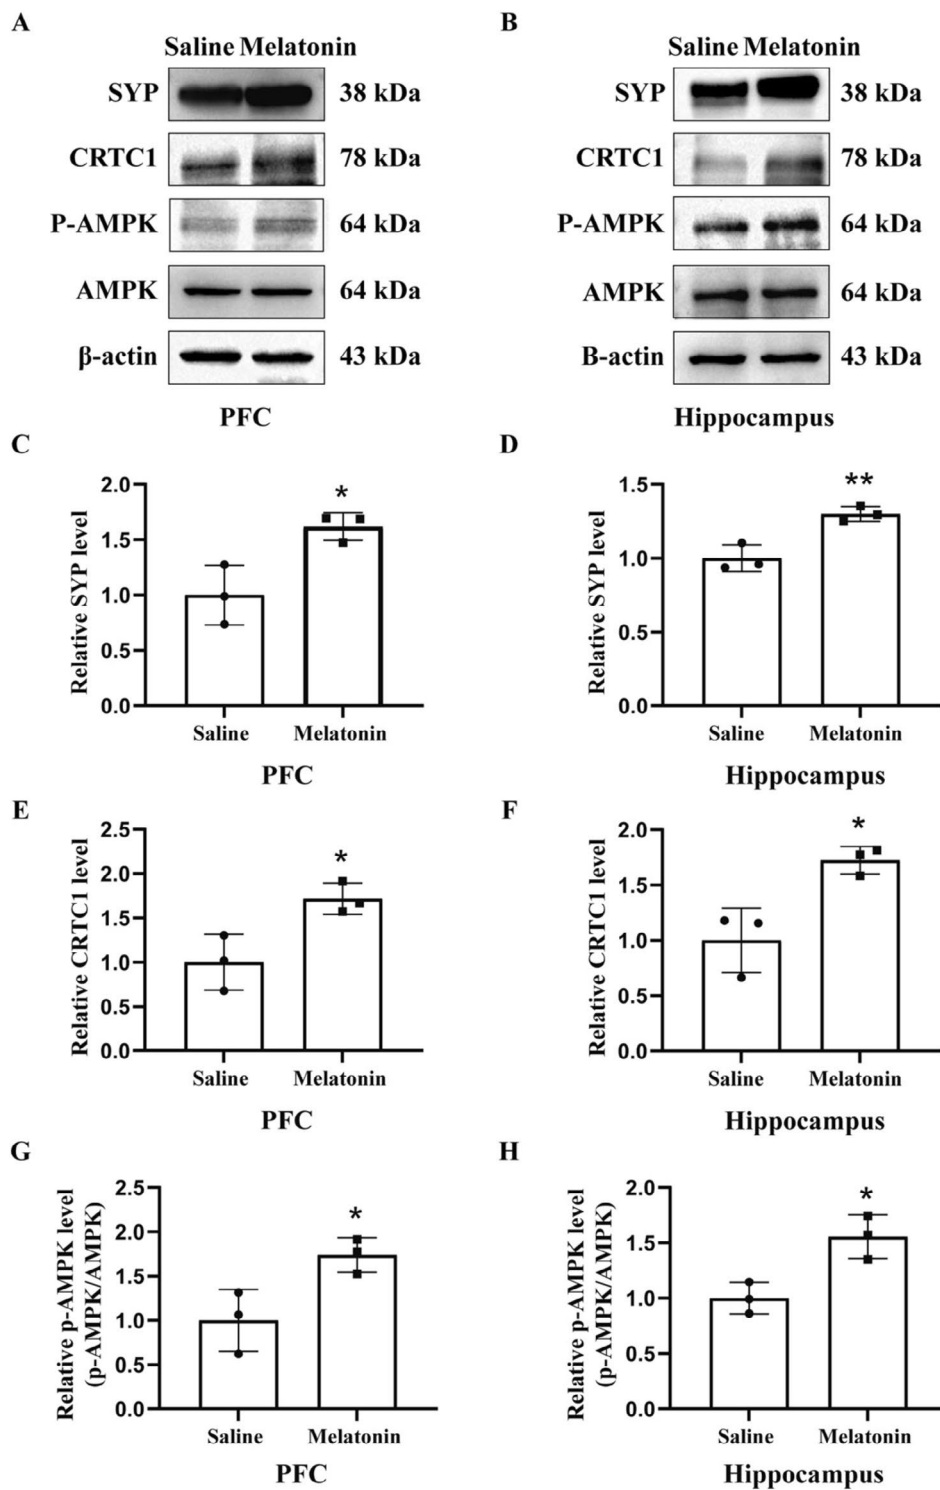 A
B
Saline Melatonin
Saline Melatonin
SYP 38 kDa
SYP 38 kDa
CRTC1 78 kDa
CRTC1 78 kDa
P-AMPK 64 kDa
P-AMPK 64 kDa
AMPK 64 kDa
AMPK 64 kDa
β-actin 43 kDa
B-actin 43 kDa
PFC
Hippocampus
C
Relative SYP level
2.0
1.5
1.0
0.5
0.0
*
Saline Melatonin
PFC
D
Relative SYP level
1.5
1.0
0.5
0.0
**
Saline Melatonin
Hippocampus
E
Relative CRTC1 level
2.5
2.0
1.5
1.0
0.5
0.0
*
Saline Melatonin
PFC
F
Relative CRTC1 level
2.0
1.5
1.0
0.5
0.0
*
Saline Melatonin
Hippocampus
G
Relative p-AMPK level
(p-AMPK/AMPK)
2.5
2.0
1.5
1.0
0.5
0.0
*
Saline Melatonin
PFC
H
Relative p-AMPK level
(p-AMPK/AMPK)
2.0
1.5
1.0
0.5
0.0
*
Saline Melatonin
Hippocampus